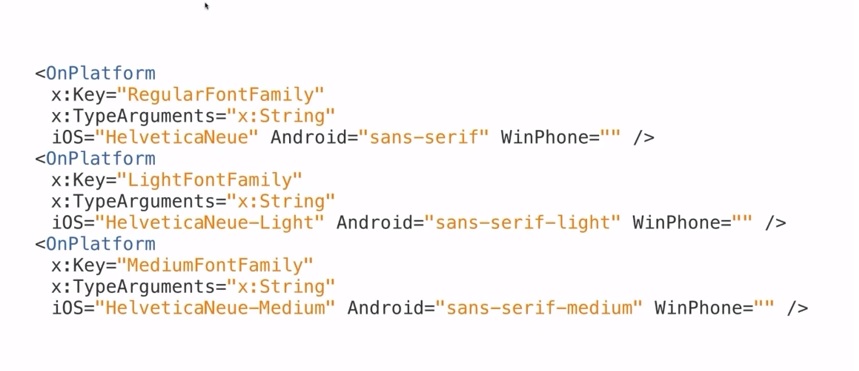 <OnPlatform
x:Key="RegularFontFamily"
x:TypeArguments="x:String"
iOS="HelveticaNeue" Android="sans-serif" WinPhone="" />
<OnPlatform
x:Key="LightFontFamily"
x:TypeArguments="x:String"
iOS="HelveticaNeue-Light" Android="sans-serif-light" WinPhone="" />
<OnPlatform
x:Key="MediumFontFamily"
x:TypeArguments="x:String"
iOS="HelveticaNeue-Medium" Android="sans-serif-medium" WinPhone="" />